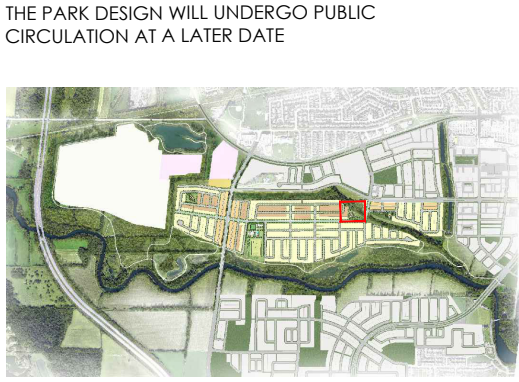 THE PARK DESIGN WILL UNDERGO PUBLIC
CIRCULATION AT A LATER DATE